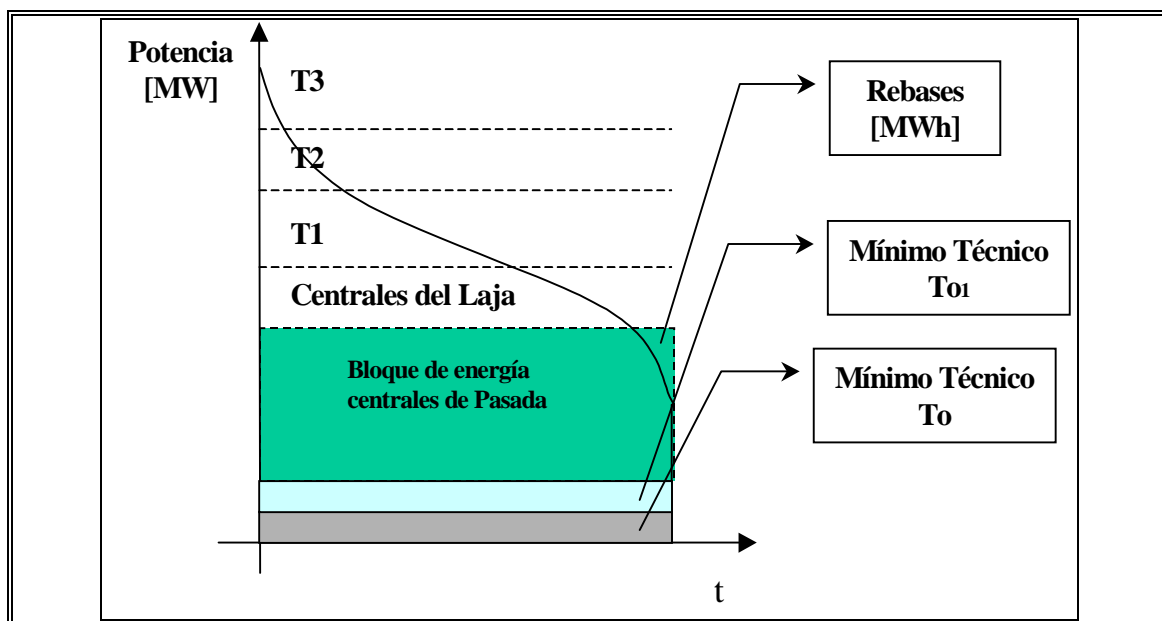 Potencia
[MW]
T3
T2
T1
Centrales del Laja
Bloque de energía
centrales de Pasada
Rebases
[MWh]
Mínimo Técnico
To1
Mínimo Técnico
To
t